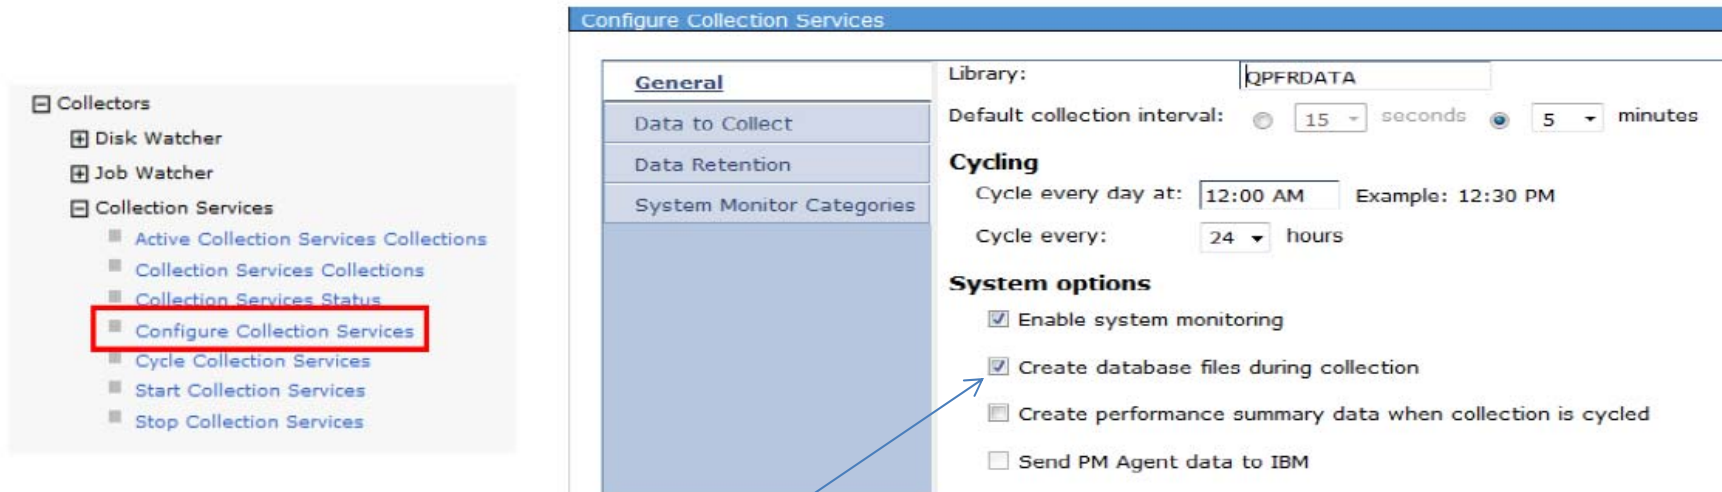 Collectors
Disk Watcher
Job Watcher
Collection Services
Active Collection Services Collections
Collection Services Collections
Collection Services Status
Configure Collection Services
Cycle Collection Services
Start Collection Services
Stop Collection Services
Configure Collection Services
General
Data to Collect
Data Retention
System Monitor Categories
Library: QPFRDATA
Default collection interval: 15 seconds 5 minutes
Cycling
Cycle every day at: 12:00 AM Example: 12:30 PM
Cycle every: 24 hours
System options
Enable system monitoring
Create database files during collection
Create performance summary data when collection is cycled
Send PM Agent data to IBM